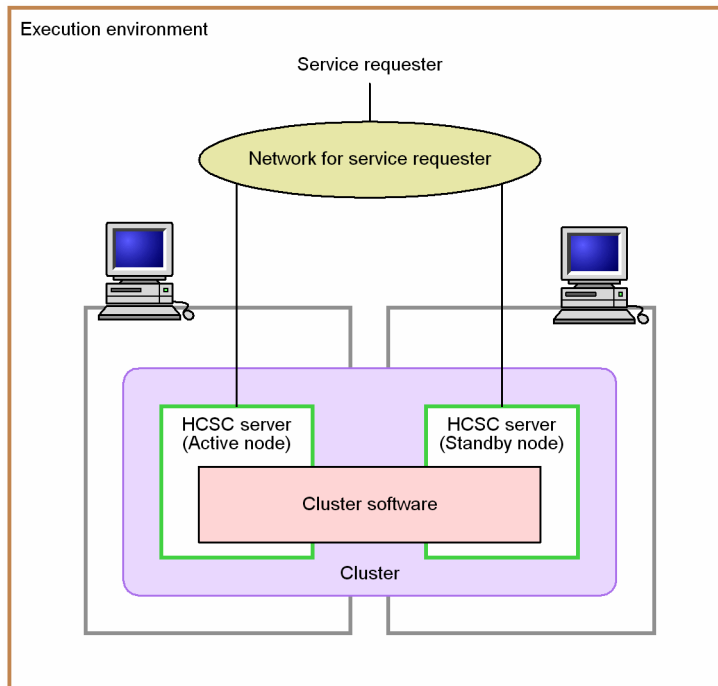 Execution environment
Service requester
Network for service requester
HCSC server
(Active node)
HCSC server
(Standby node)
Cluster software
Cluster